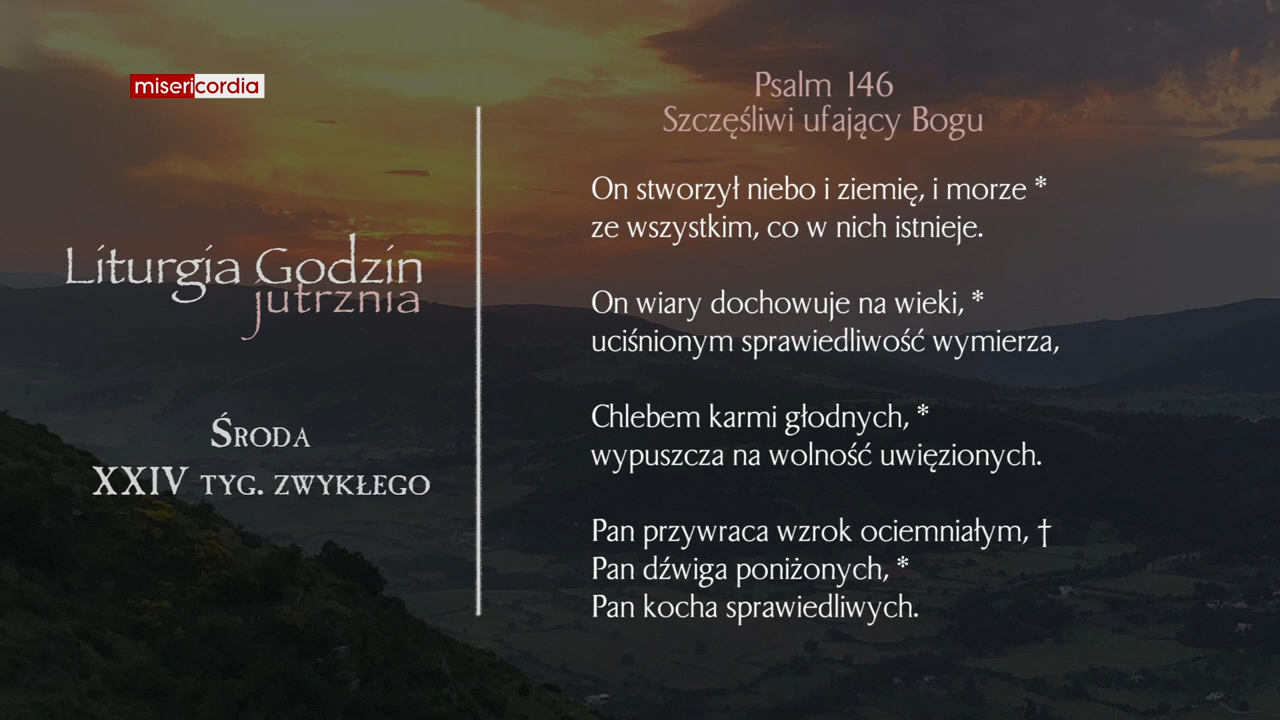 misericordia
Liturgia Godzin
jutrznia
Środa
XXIV tyg. zwykłego
Psalm 146
Szczęśliwi ufający Bogu
On stworzył niebo i ziemię, i morze *
ze wszystkim, co w nich istnieje.
On wiary dochowuje na wieki, *
uciśnionym sprawiedliwość wymierza,
Chlebem karmi głodnych, *
wypuszcza na wolność uwięzionych.
Pan przywraca wzrok ociemniałym, †
Pan dźwiga poniżonych, *
Pan kocha sprawiedliwych.